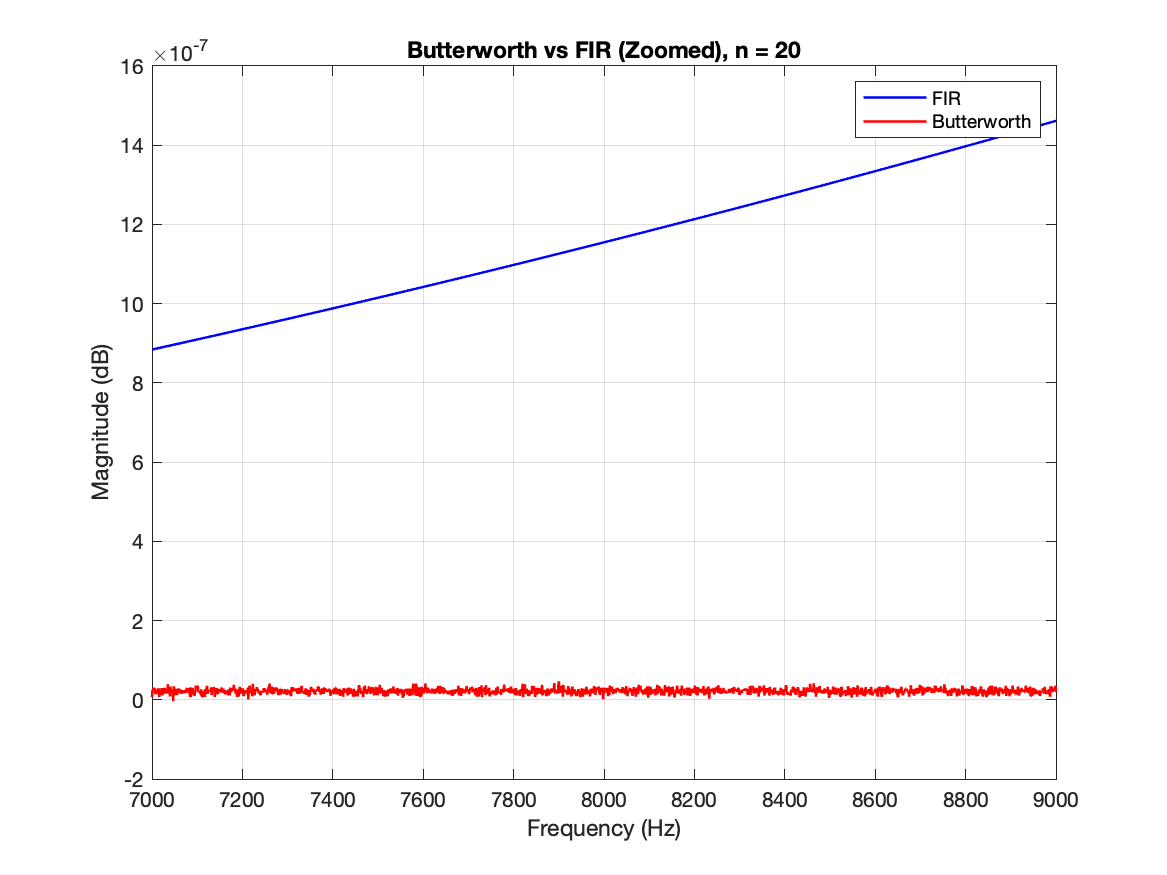 Butterworth vs FIR (Zoomed), n = 20
×10-7
16
14
12
10
8
6
4
2
0
-2
Magnitude (dB)
FIR
Butterworth
7000 7200 7400 7600 7800 8000 8200 8400 8600 8800 9000
Frequency (Hz)